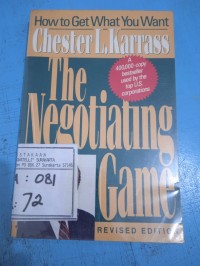 How to Get What You Want
Chester L. Karrass
A
400,000-copy
bestseller
used by the
top U.S.
corporations!
The
Negotiating
Game
: 081
: 72
REVISED EDITION